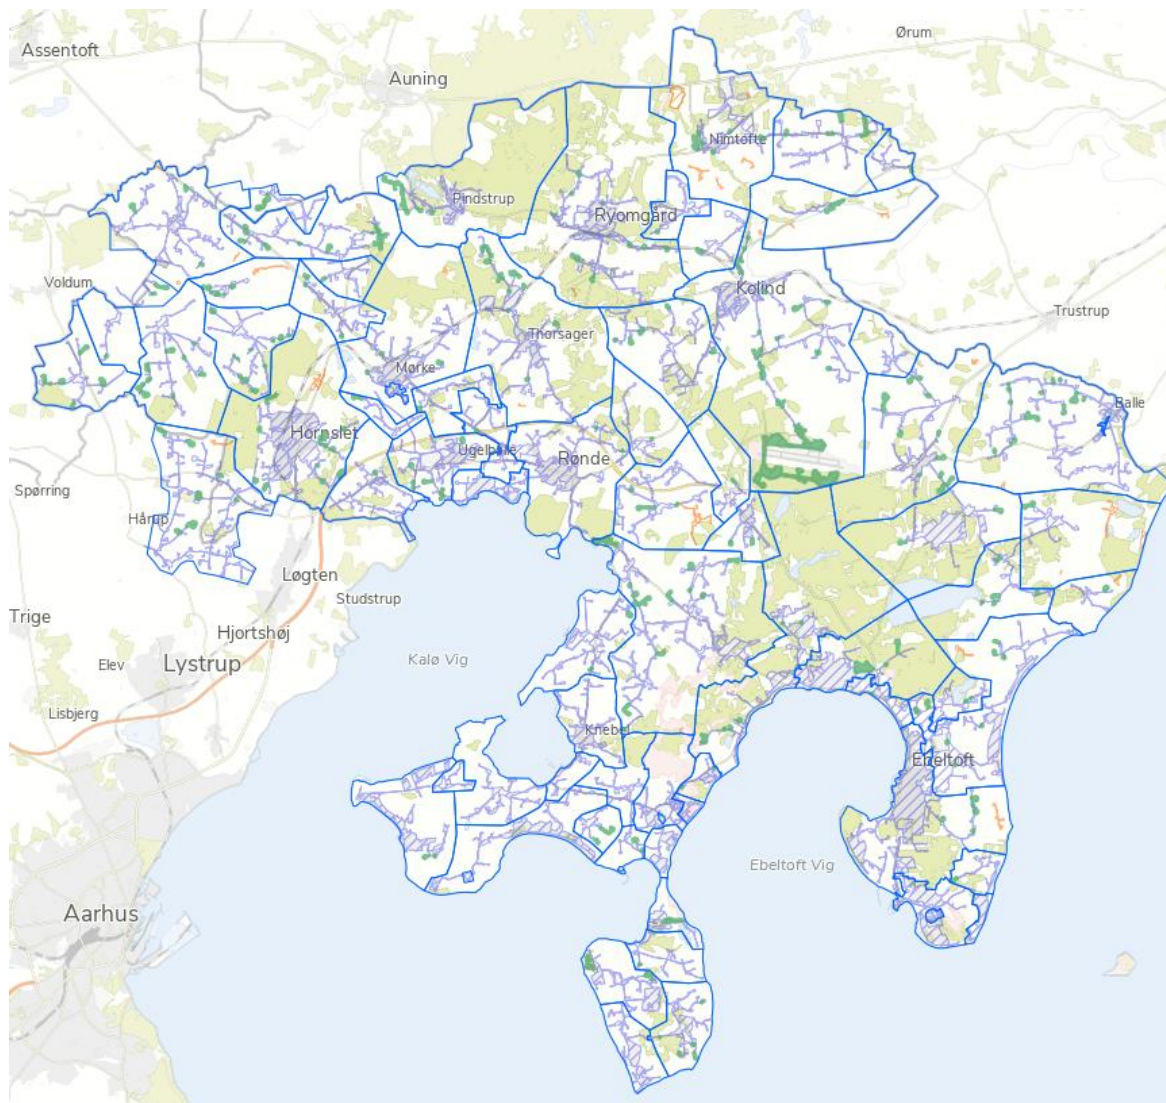 Ørum
Assentoft
Auning
Nimtofte
Pindstrup
Ryomgård
Voldum
Kolind
Trustrup
Thorsager
Mørke
Balle
Hornslet
Ugelbølle
Rønde
Spørring
Hårup
Løgten
Studstrup
Trige
Hjortshøj
Kalø Vig
Elev
Lystrup
Lisbjerg
Knebel
Ebeltoft
Ebeltoft Vig
Aarhus